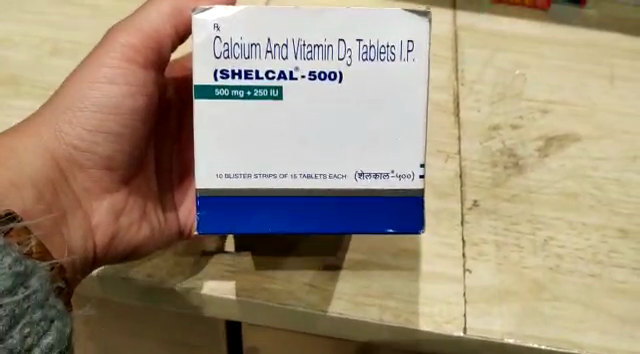 Rx
Calcium And Vitamin D3 Tablets I.P.
(SHELCAL®-500)
500 mg + 250 IU
10 BLISTER STRIPS OF 15 TABLETS EACH (शेलकाल®-५००)